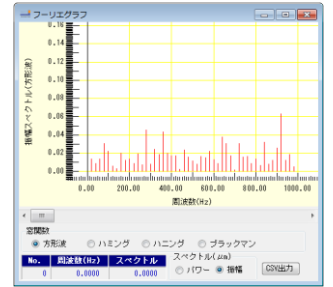 フーリエグラフ
0.16
0.14
0.12
0.10
0.08
0.06
0.04
0.02
0.00
振幅スペクトル(方形波)
0.00 200.00 400.00 600.00 800.00 1000.00
周波数(Hz)
窓関数
方形波 ハミング ハニング ブラックマン
No. 周波数(Hz) スペクトル
0 0.0000 0.0000
スペクトル(μm)
パワー 振幅
CSV出力